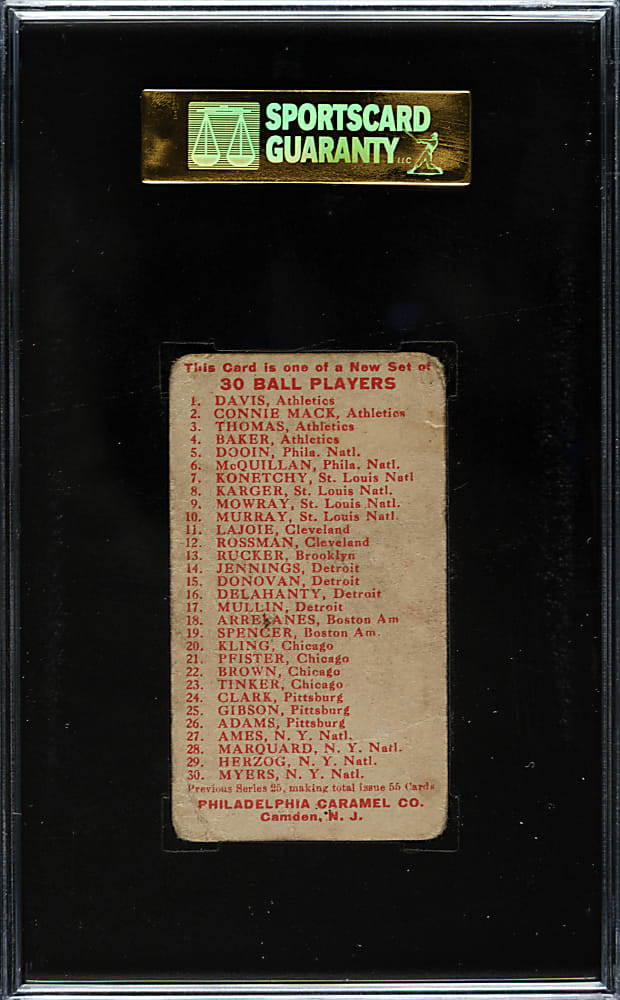 SPORTSCARD
GUARANTY LLC
This Card is one of a New Set of
30 BALL PLAYERS
1. DAVIS, Athletics
2. CONNIE MACK, Athletics
3. THOMAS, Athletics
4. BAKER, Athletics
5. DOOIN, Phila. Natl.
6. McQUILLAN, Phila. Natl.
7. KONETCHY, St. Louis Natl
8. KARGER, St. Louis Natl.
9. MOWRAY, St. Louis Natl.
10. MURRAY, St. Louis Natl.
11. LAJOIE, Cleveland
12. ROSSMAN, Cleveland
13. RUCKER, Brooklyn
14. JENNINGS, Detroit
15. DONOVAN, Detroit
16. DELAHANTY, Detroit
17. MULLIN, Detroit
18. ARRELANES, Boston Am
19. SPENCER, Boston Am.
20. KLING, Chicago
21. PFISTER, Chicago
22. BROWN, Chicago
23. TINKER, Chicago
24. CLARK, Pittsburg
25. GIBSON, Pittsburg
26. ADAMS, Pittsburg
27. AMES, N. Y. Natl.
28. MARQUARD, N. Y. Natl.
29. HERZOG, N. Y. Natl.
30. MYERS, N. Y. Natl.
Previous Series 25, making total issue 55 Cards
PHILADELPHIA CARAMEL CO.
Camden, N. J.